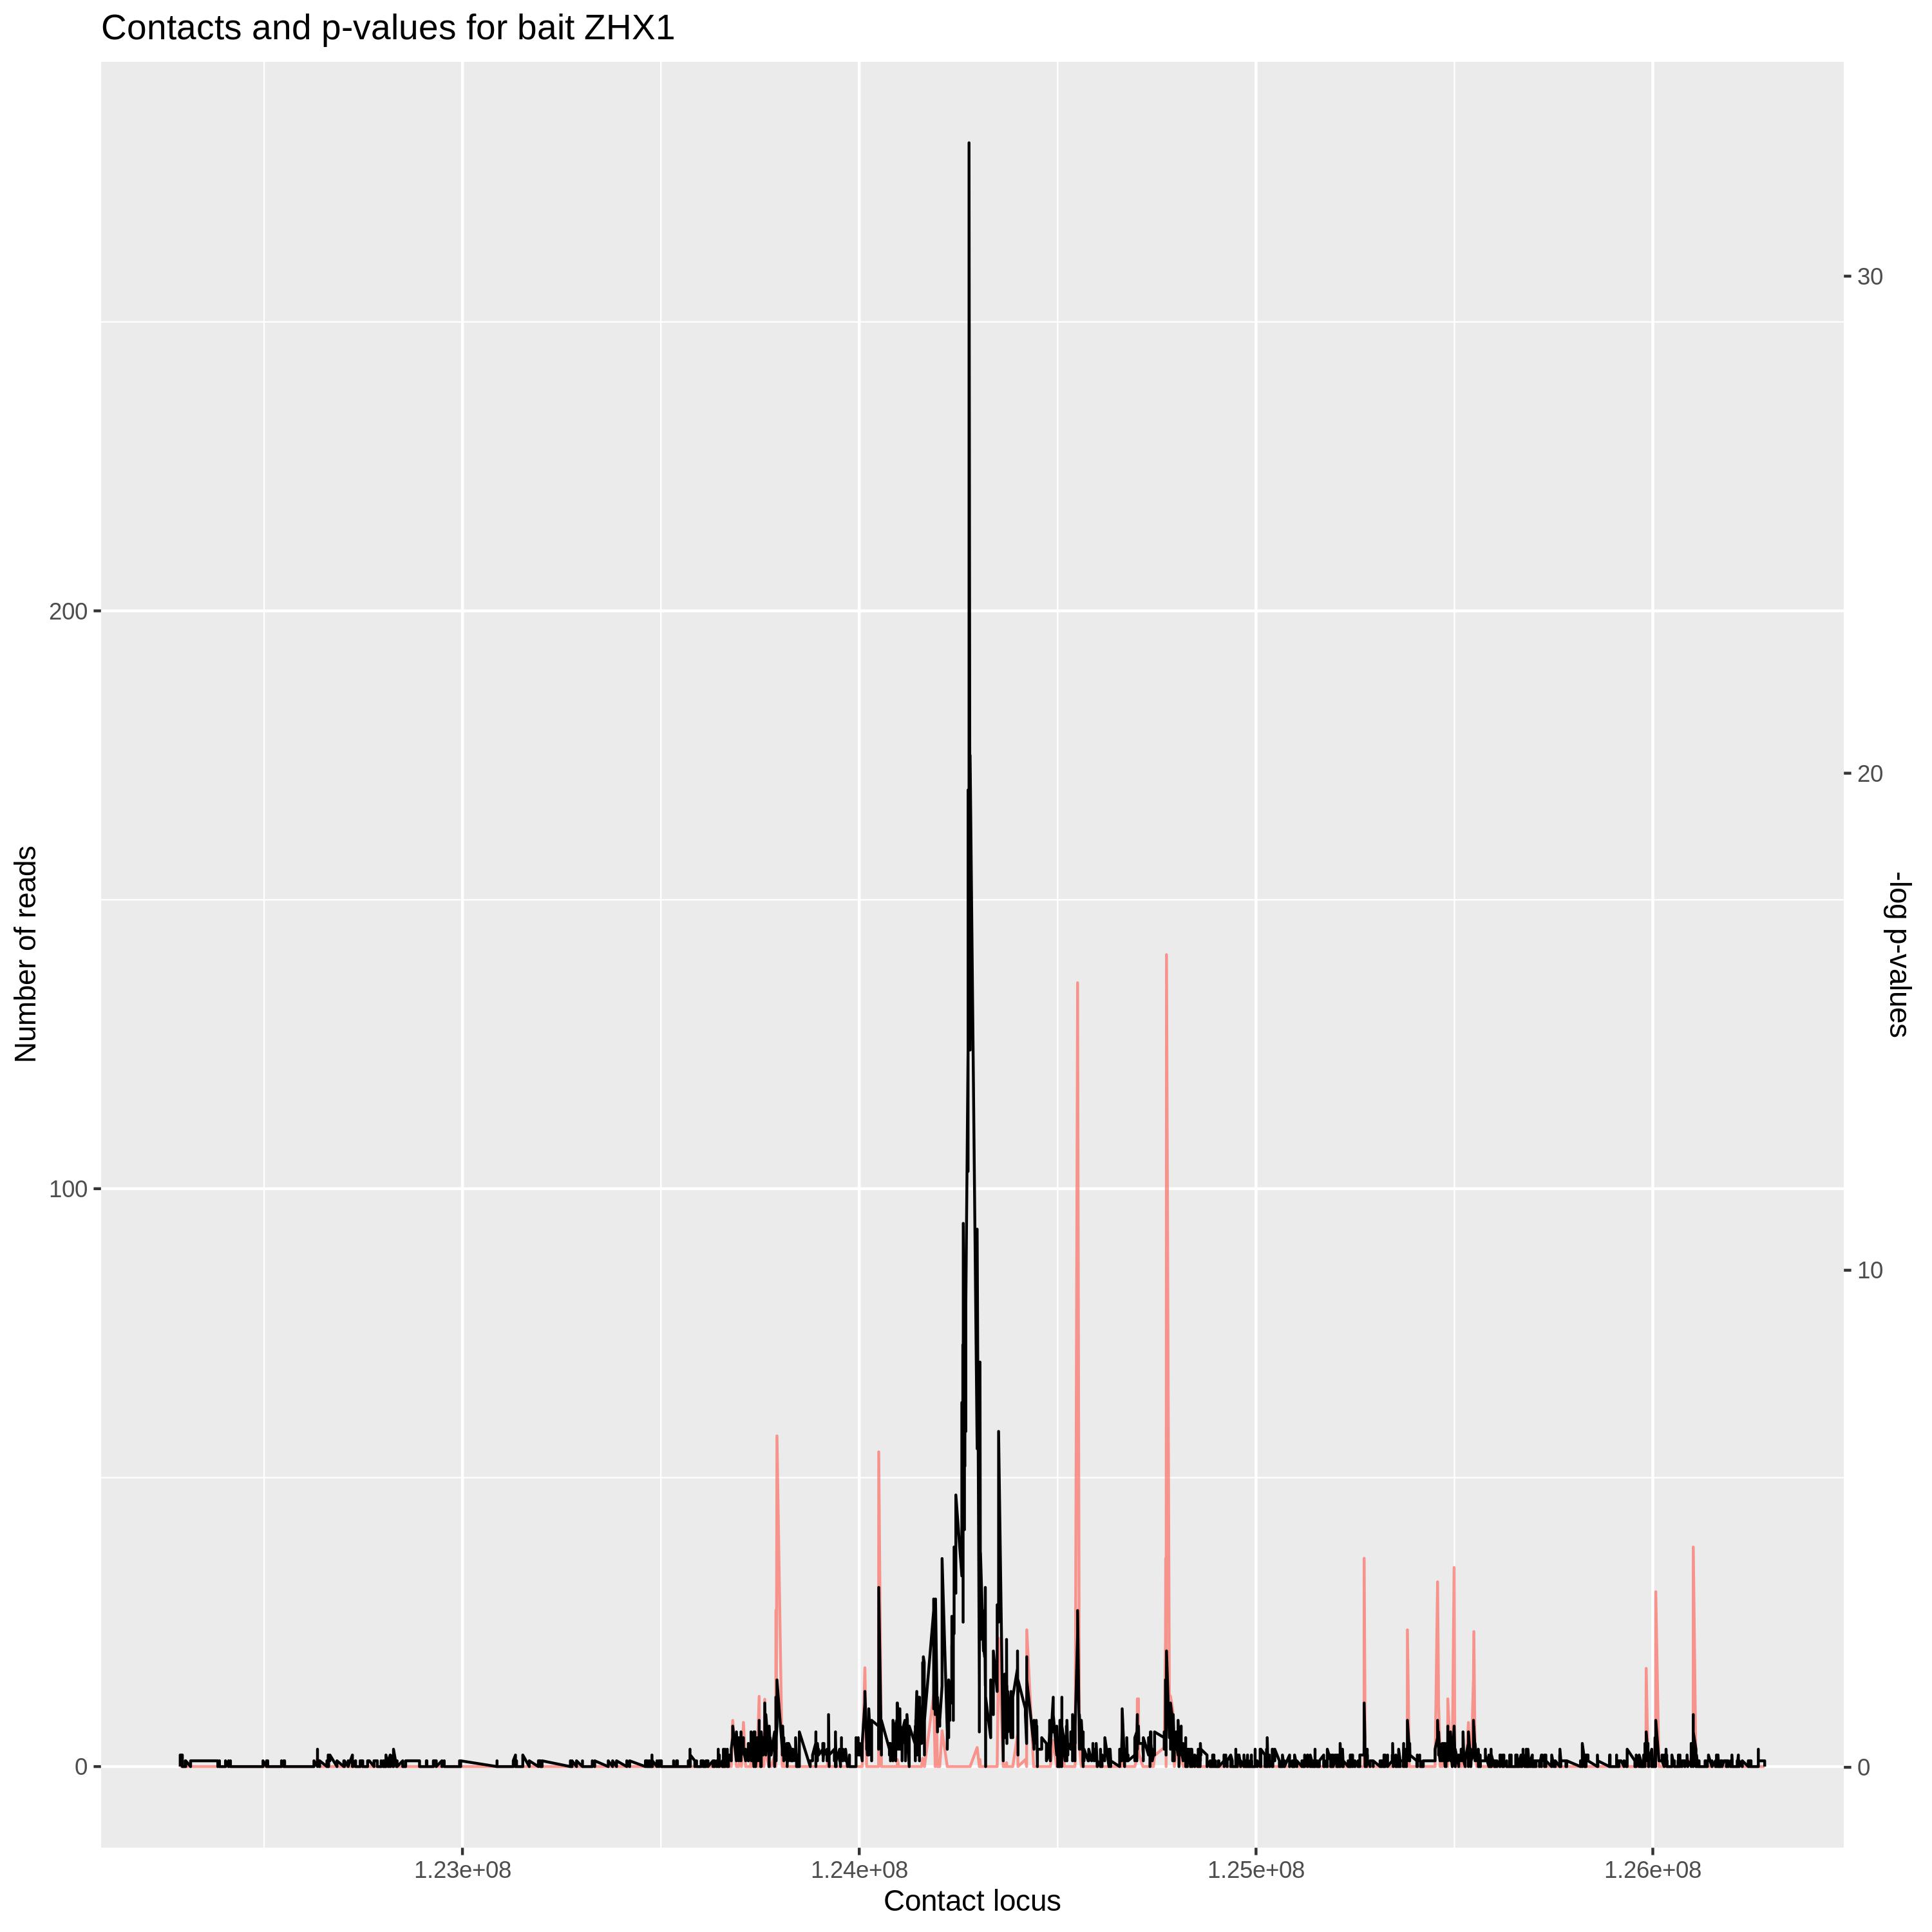 Contacts and p-values for bait ZHX1
Number of reads
200
100
0
30
20
10
0
-log p-values
1.23e+08
1.24e+08
1.25e+08
1.26e+08
Contact locus